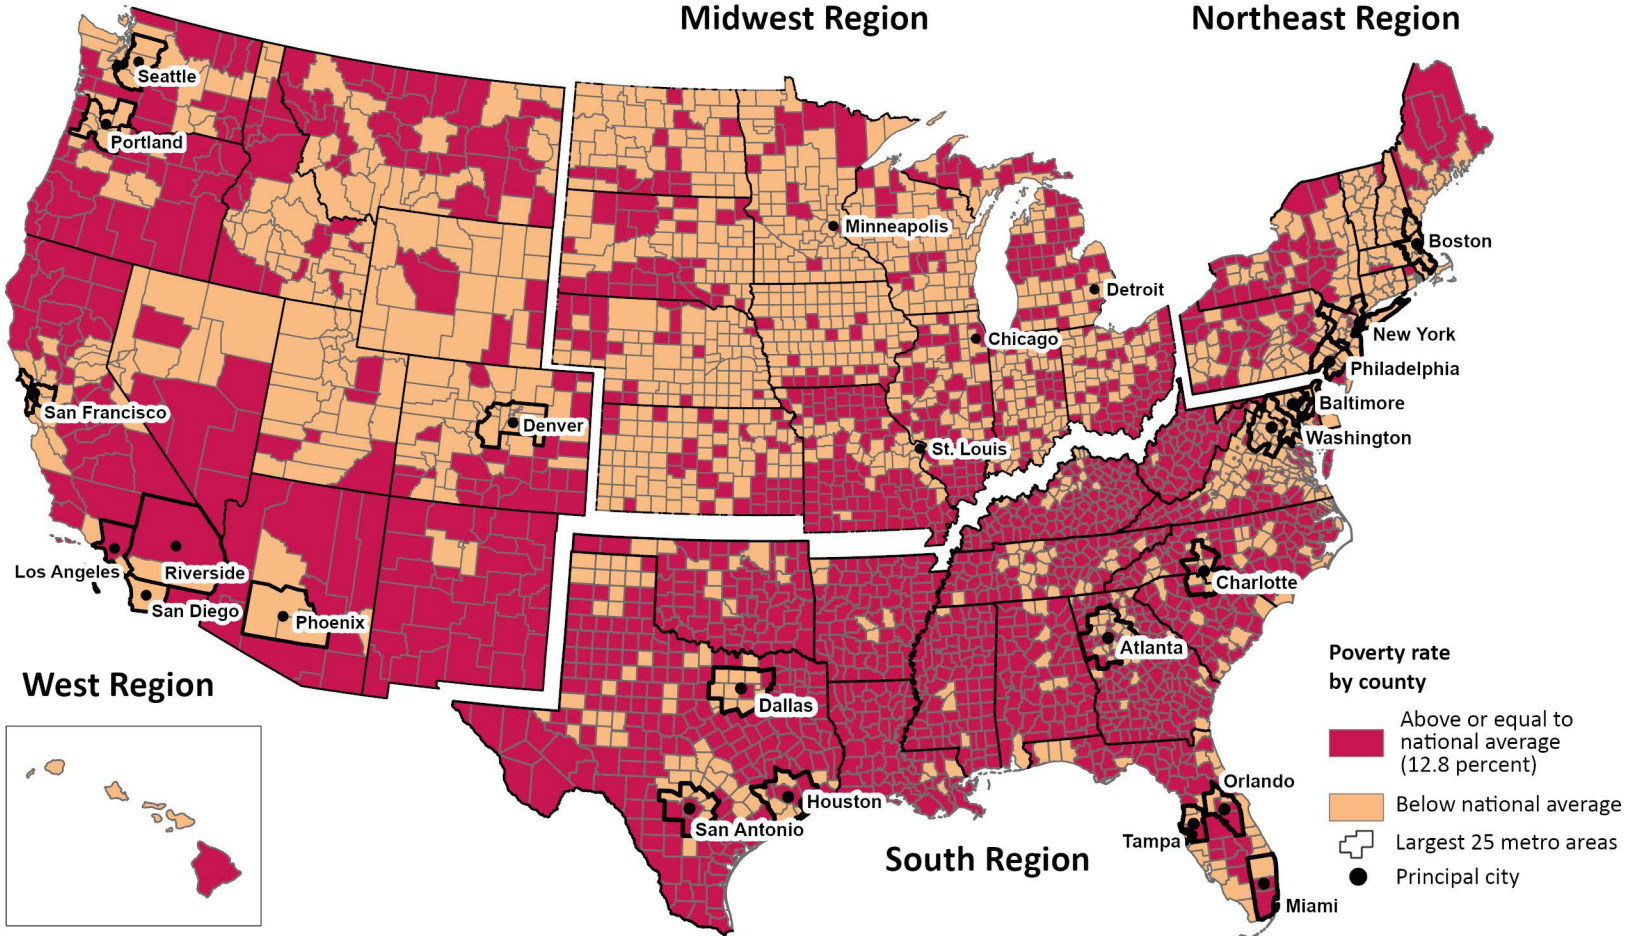 Midwest Region
Northeast Region
Seattle
Portland
Minneapolis
Boston
Detroit
New York
Chicago
Philadelphia
San Francisco
Baltimore
Denver
Washington
St. Louis
Los Angeles
Riverside
Charlotte
San Diego
Phoenix
Atlanta
West Region
Dallas
Poverty rate
by county
Above or equal to
national average
(12.8 percent)
Orlando
Houston
Below national average
San Antonio
Tampa
Largest 25 metro areas
South Region
Principal city
Miami